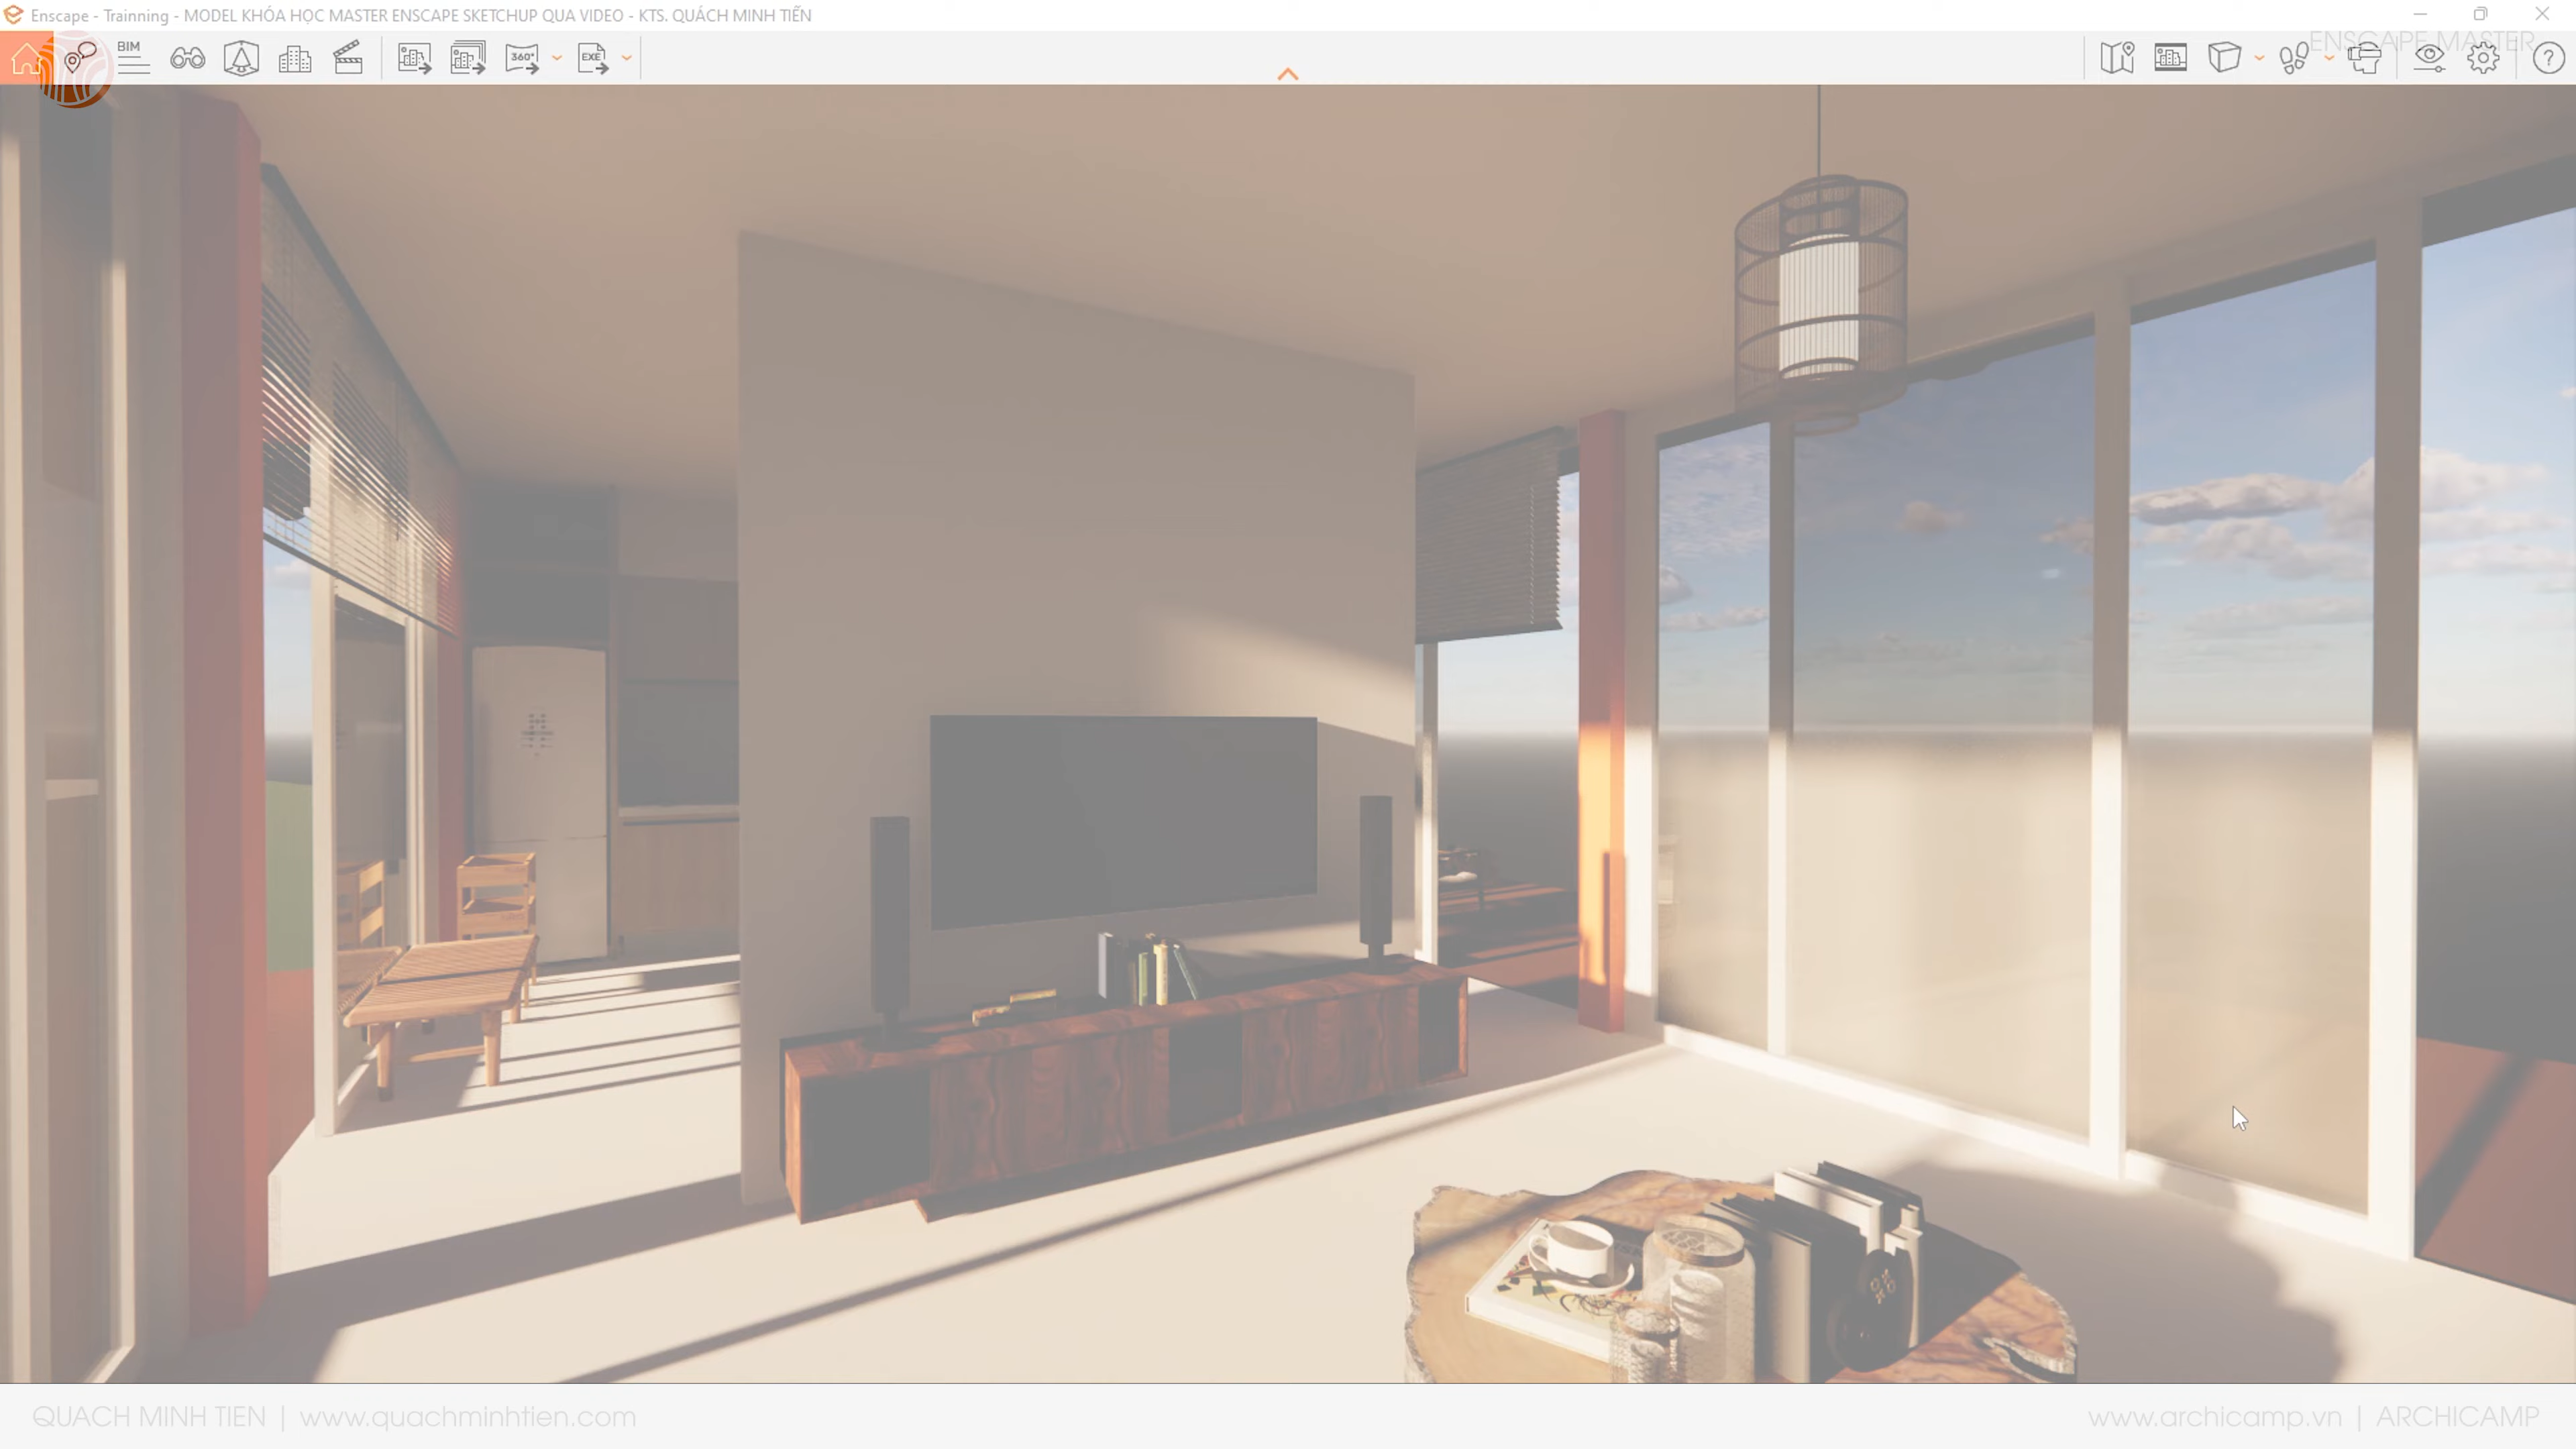 Enscape - Trainning - MODEL KHÓA HỌC MASTER ENSCAPE SKETCHUP QUA VIDEO - KTS. QUÁCH MINH TIẾN
ENSCAPE MASTER
BIM
360°
EXE
?
QUACH MINH TIEN | www.quachminhtien.com
www.archicamp.vn | ARCHICAMP